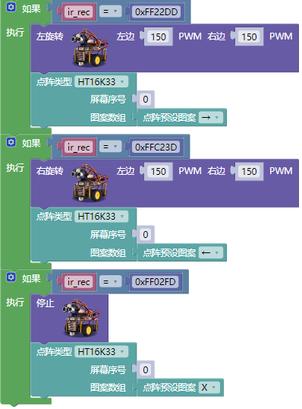 如果 ir_rec = 0xFF22DD
执行 左旋转 左边 150 PWM 右边 150 PWM
点阵类型 HT16K33
屏幕序号 0
图案数组 点阵预设图案 →
如果 ir_rec = 0xFFC23D
执行 右旋转 左边 150 PWM 右边 150 PWM
点阵类型 HT16K33
屏幕序号 0
图案数组 点阵预设图案 ←
如果 ir_rec = 0xFF02FD
执行 停止
点阵类型 HT16K33
屏幕序号 0
图案数组 点阵预设图案 X